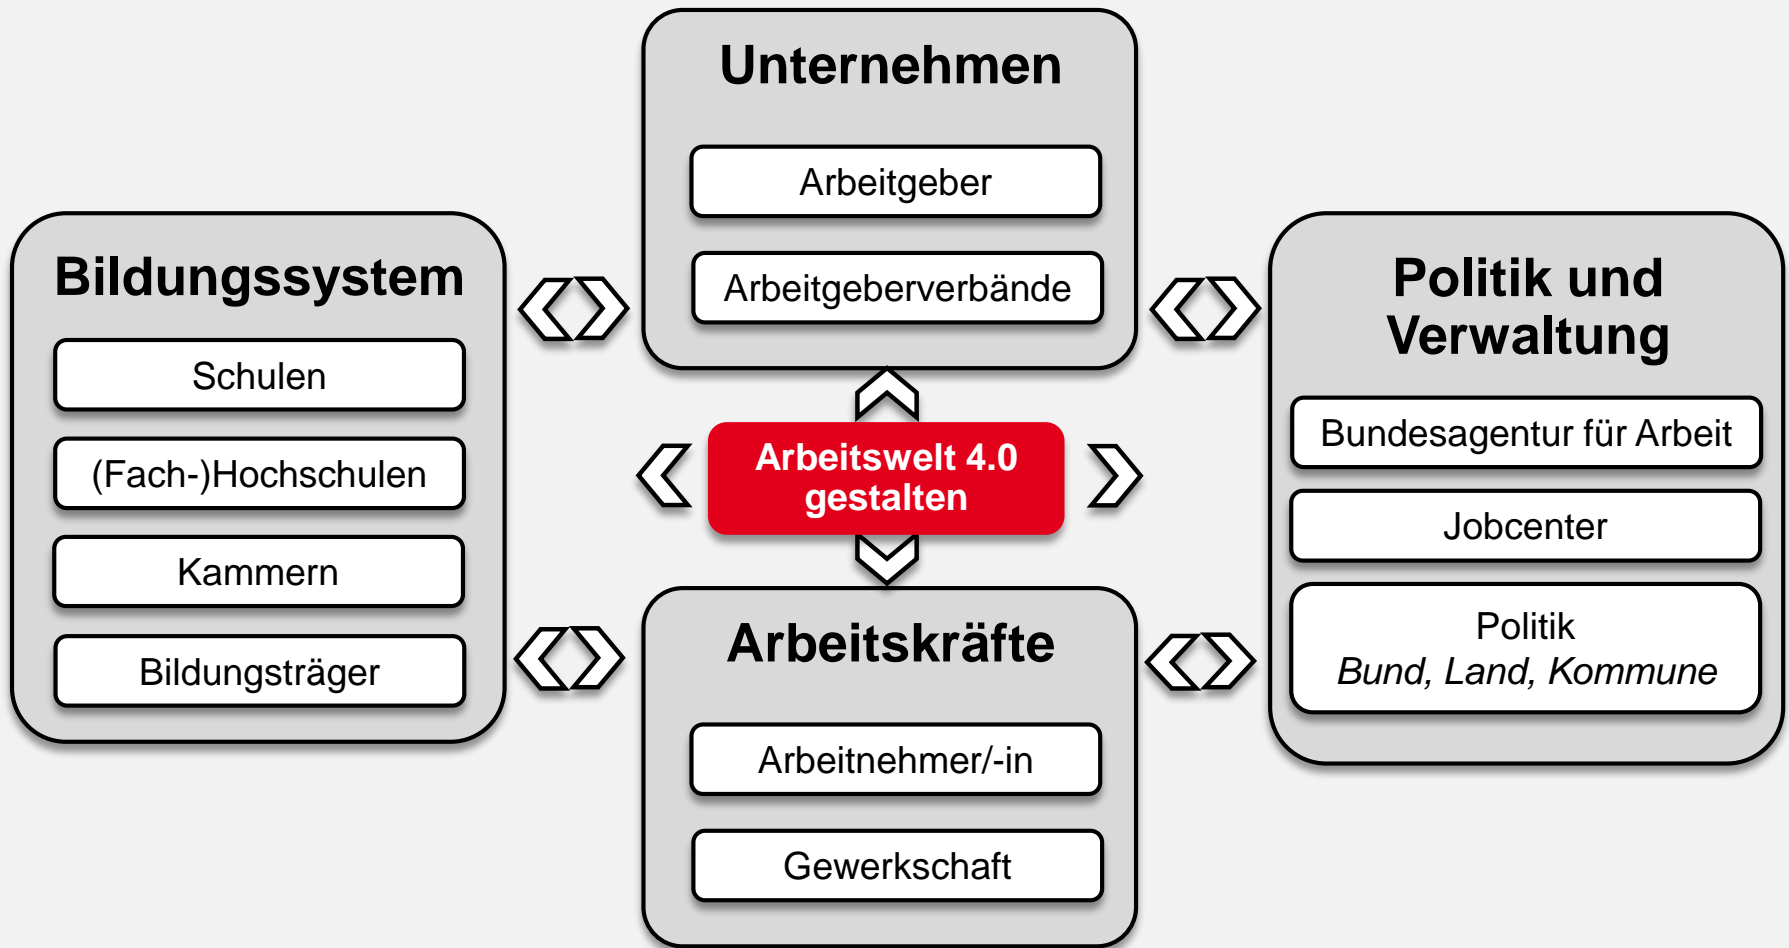 Unternehmen
Arbeitgeber
Arbeitgeberverbände
Bildungssystem
Schulen
(Fach-)Hochschulen
Kammern
Bildungsträger
Arbeitswelt 4.0
gestalten
Politik und
Verwaltung
Bundesagentur für Arbeit
Jobcenter
Politik
Bund, Land, Kommune
Arbeitskräfte
Arbeitnehmer/-in
Gewerkschaft